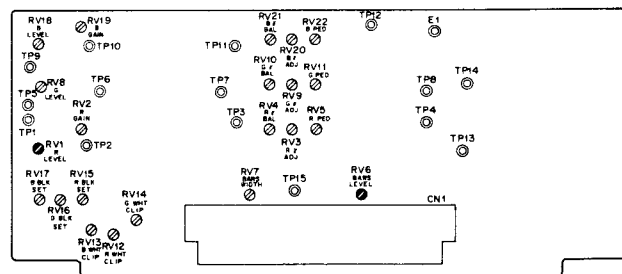 RV18
B
LEVEL
RV19
B
GAIN
RV21
B γ
BAL
RV22
B PED
TP12
E1
TP10
TP11
RV20
B γ
ADJ
TP9
RV10
G γ
BAL
RV11
G PED
RV8
G
LEVEL
TP6
TP7
TP8
TP14
TP5
RV2
R
GAIN
RV9
G γ
ADJ
RV4
R γ
BAL
RV5
R PED
TP3
TP4
TP1
RV1
R
LEVEL
TP2
RV3
R γ
ADJ
TP13
RV17
B BLK
SET
RV15
R BLK
SET
RV7
BARS
WIDTH
TP15
RV6
BARS
LEVEL
RV14
G WHT
CLIP
CN1
RV16
G BLK
SET
RV13
B WHT
CLIP
RV12
R WHT
CLIP